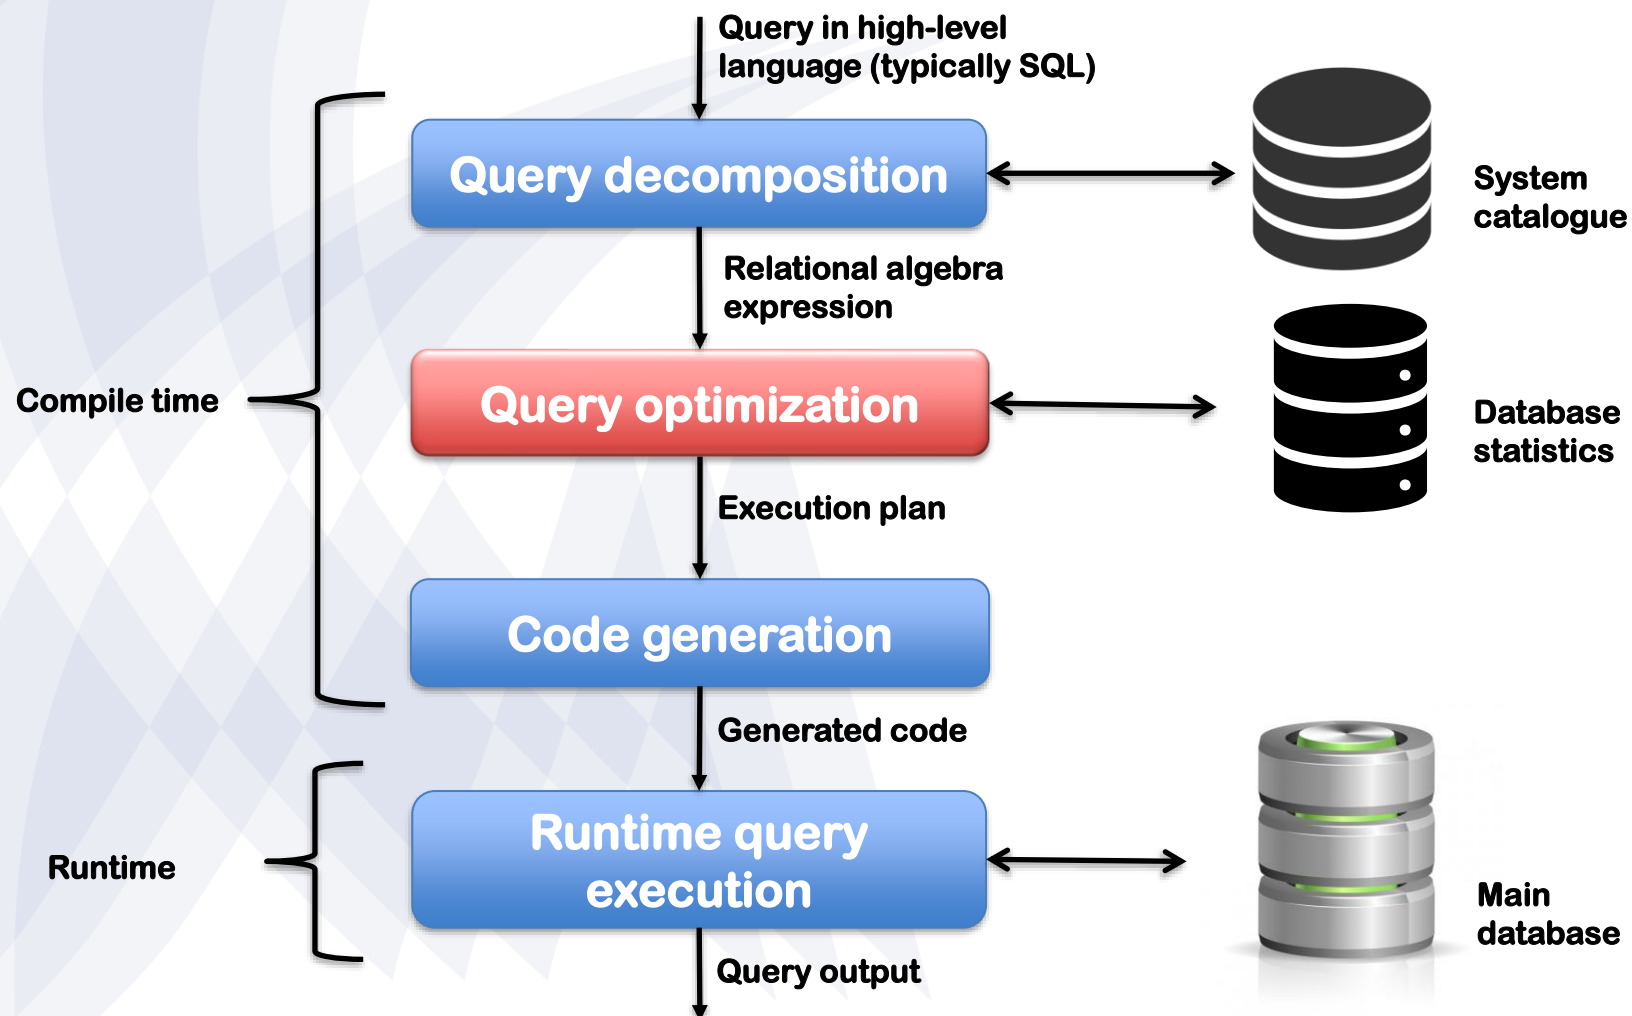 Query in high-level
language (typically SQL)
Query decomposition
System
catalogue
Relational algebra
expression
Compile time
Query optimization
Database
statistics
Execution plan
Code generation
Generated code
Runtime query
execution
Runtime
Main
database
Query output